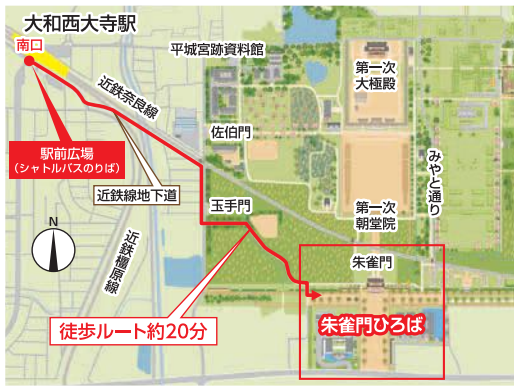 大和西大寺駅
南口
平城宮跡資料館
第一次
大極殿
近鉄奈良線
駅前広場
(シャトルバスのりば)
佐伯門
みやと通り
近鉄線地下道
玉手門
第一次
朝堂院
N
近鉄橿原線
朱雀門
徒歩ルート約20分
朱雀門ひろば